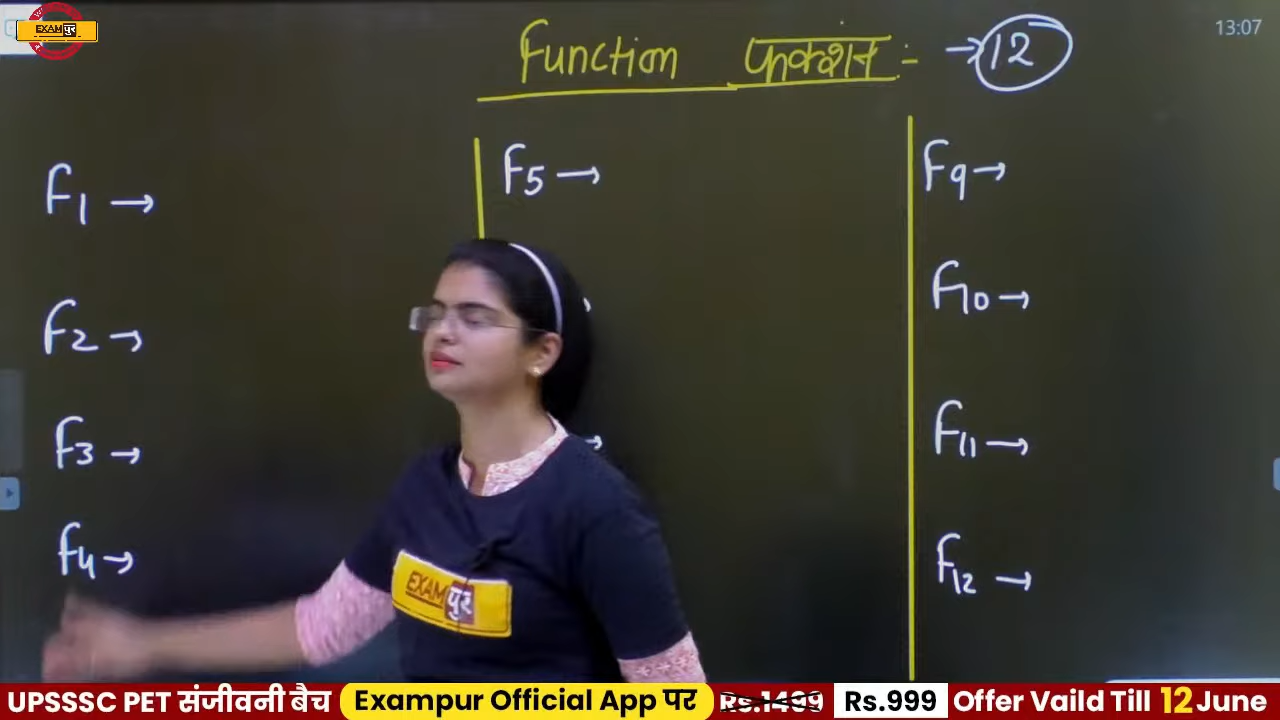 EXAMपुर
13:07
Function फंक्शन :- →12
F1 →
F2 →
F3 →
F4 →
F5 →
F9 →
F10 →
F11 →
F12 →
EXAMपुर
UPSSSC PET संजीवनी बैच Exampur Official App पर Rs.1499 Rs.999 Offer Vaild Till 12 June